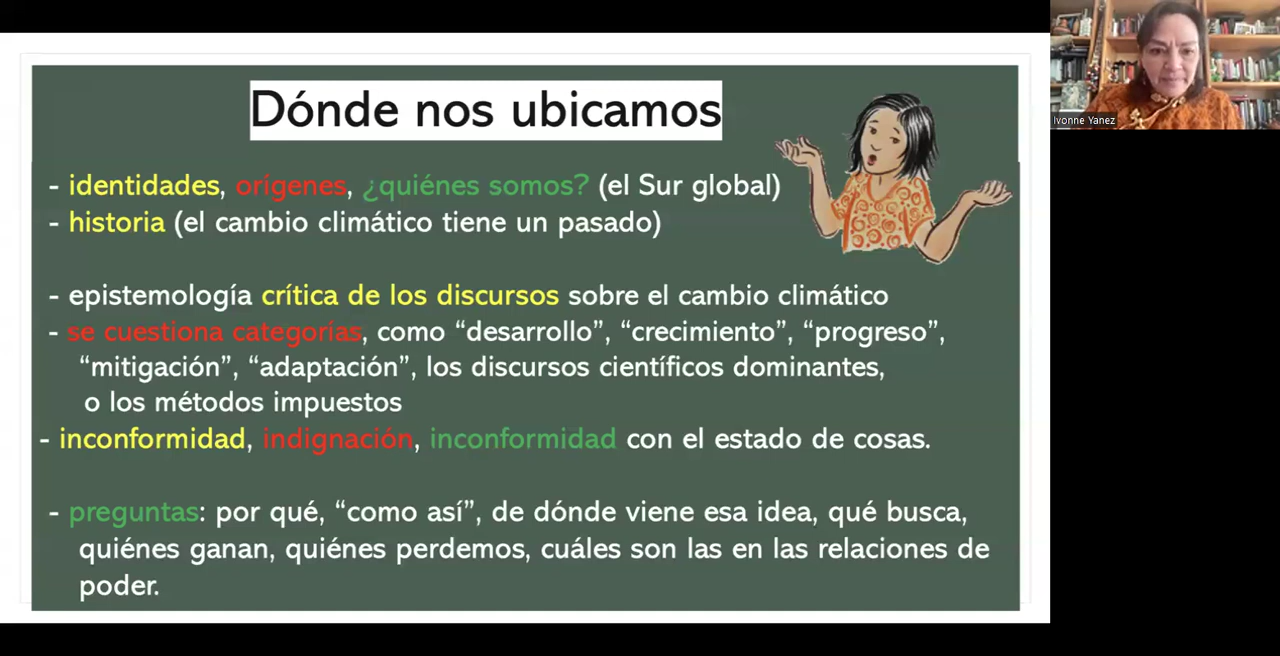 Dónde nos ubicamos
- identidades, orígenes, ¿quiénes somos? (el Sur global)
- historia (el cambio climático tiene un pasado)
- epistemología crítica de los discursos sobre el cambio climático
- se cuestiona categorías, como “desarrollo”, “crecimiento”, “progreso”,
“mitigación”, “adaptación”, los discursos científicos dominantes,
o los métodos impuestos
- inconformidad, indignación, inconformidad con el estado de cosas.
- preguntas: por qué, “como así”, de dónde viene esa idea, qué busca,
quiénes ganan, quiénes perdemos, cuáles son las en las relaciones de
poder.
Ivonne Yanez